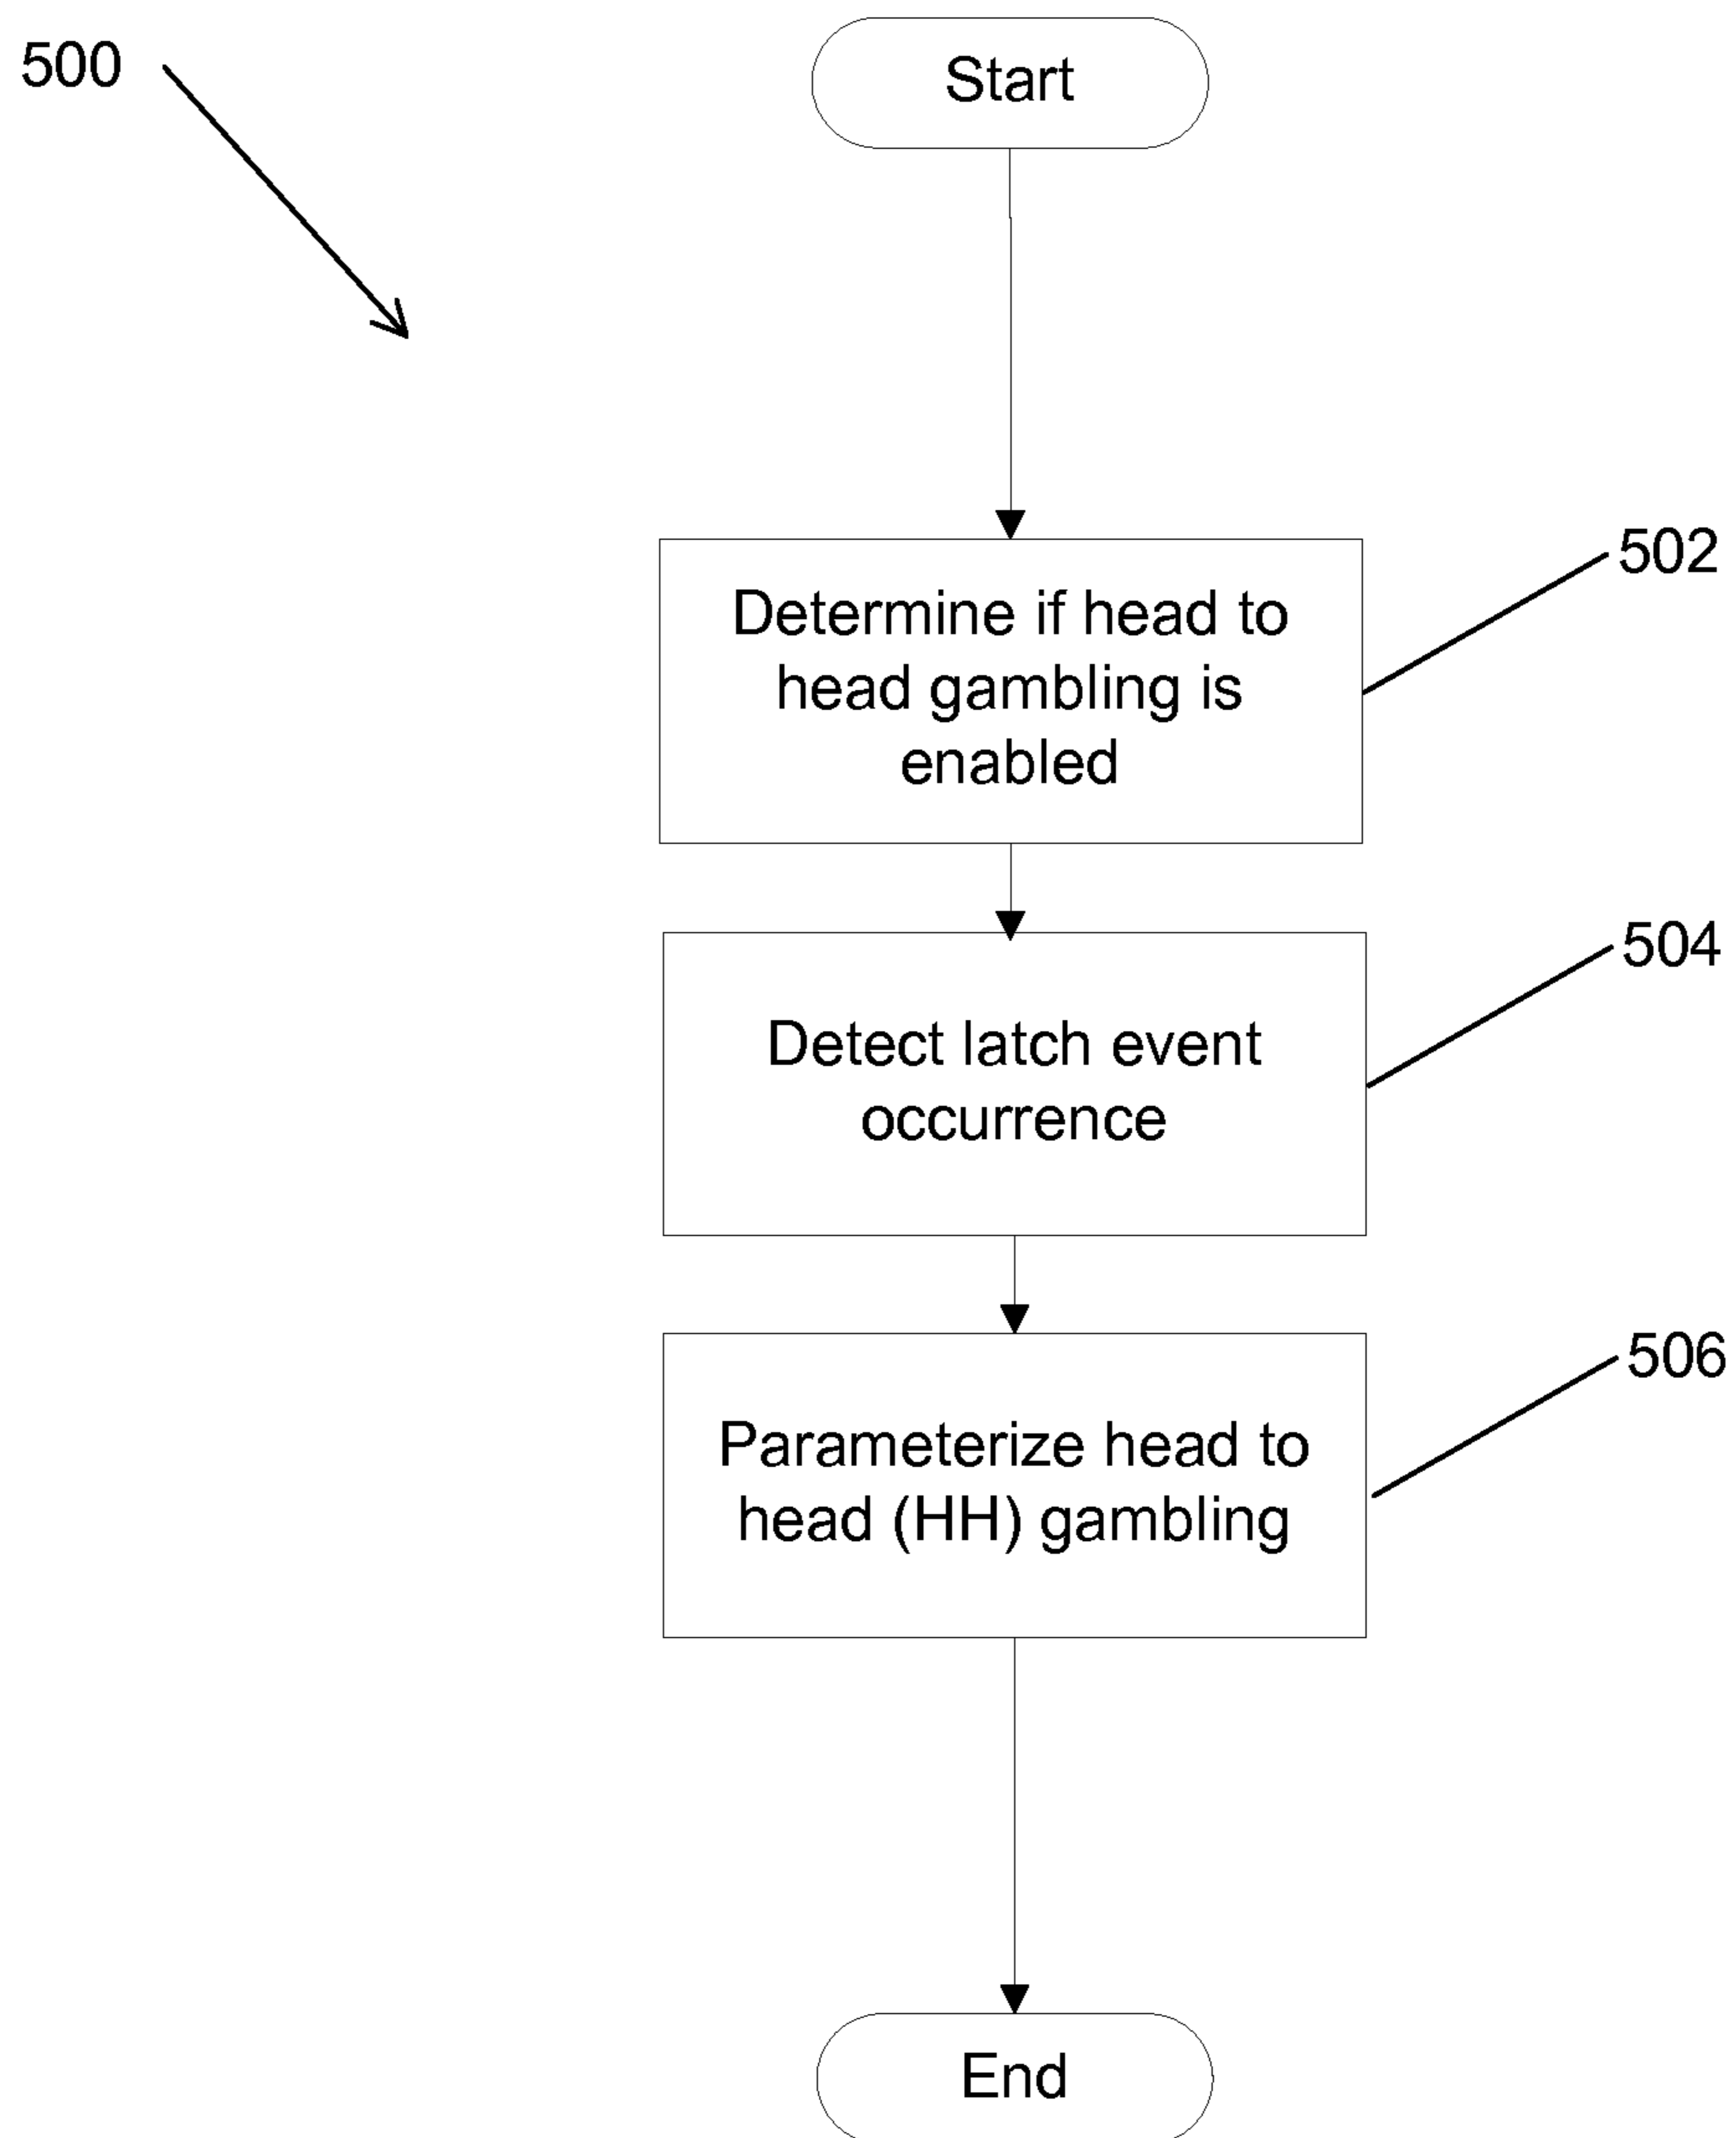 500
Start
Determine if head to
head gambling is
enabled
502
Detect latch event
occurrence
504
Parameterize head to
head (HH) gambling
506
End